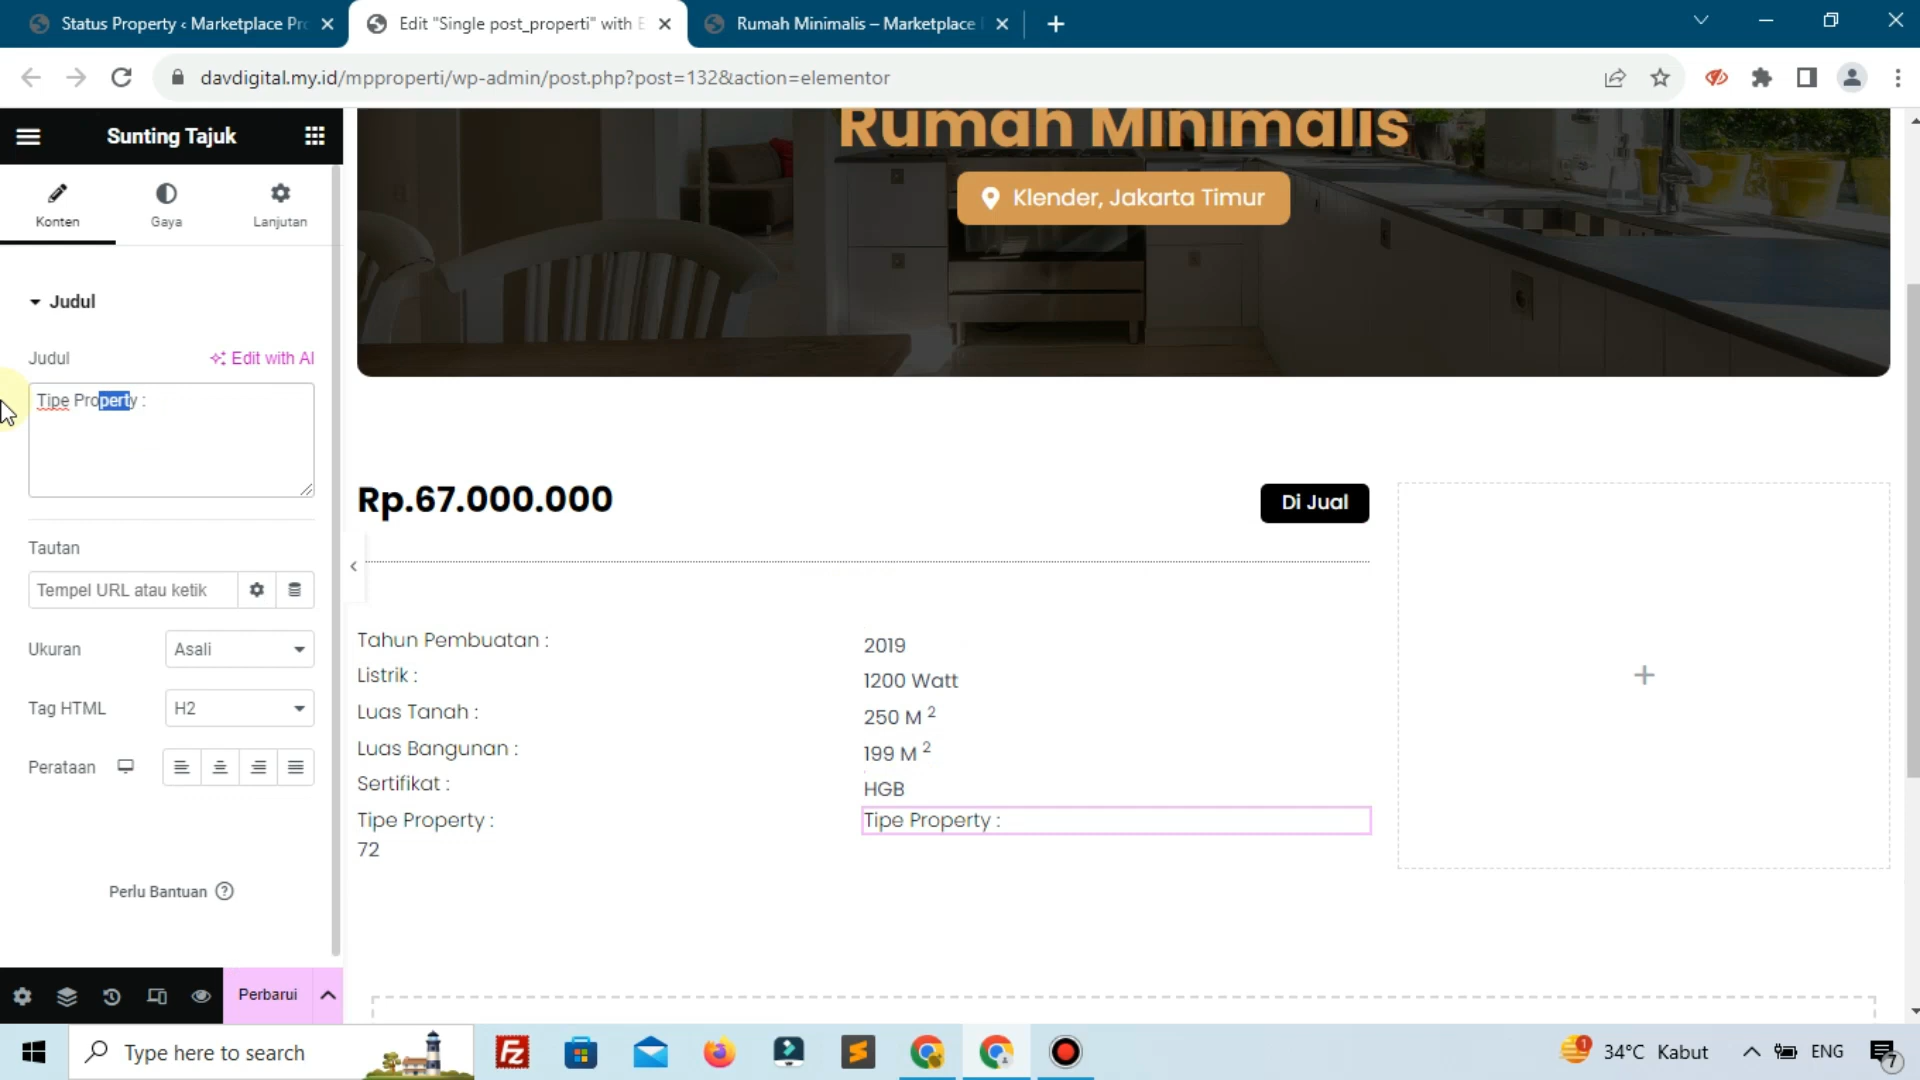 Status Property ‹ Marketplace Pro
Edit "Single post_properti" with E
Rumah Minimalis – Marketplace
davdigital.my.id/mpproperti/wp-admin/post.php?post=132&action=elementor
Sunting Tajuk
Konten
Gaya
Lanjutan
Judul
Judul
Edit with AI
Tipe Property :
Tautan
Tempel URL atau ketik
Ukuran
Asali
Tag HTML
H2
Perataan
Perlu Bantuan ?
Perbarui
Rumah Minimalis
Klender, Jakarta Timur
Rp.67.000.000
Di Jual
Tahun Pembuatan :
2019
Listrik :
1200 Watt
Luas Tanah :
250 M 2
Luas Bangunan :
199 M 2
Sertifikat :
HGB
Tipe Property :
Tipe Property :
72
Type here to search
Fz
1
34°C Kabut
ENG
7